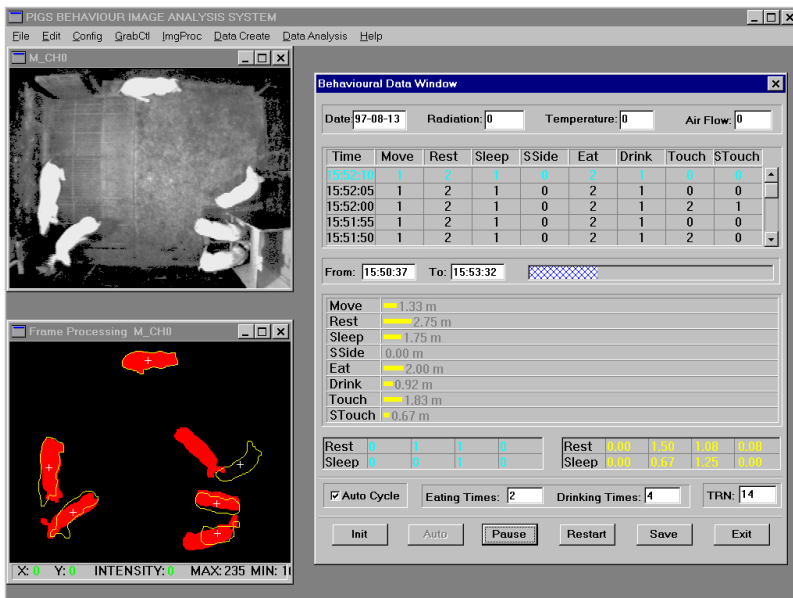 PIGS BEHAVIOUR IMAGE ANALYSIS SYSTEM
File Edit Config GrabCtl ImgProc Data Create Data Analysis Help
M_CH0
Behavioural Data Window
Date: 97-08-13 Radiation: 0 Temperature: 0 Air Flow: 0
Time Move Rest Sleep SSide Eat Drink Touch STouch
15:52:10 1 2 1 0 2 1 0 0
15:52:05 1 2 1 0 2 1 0 0
15:52:00 1 2 1 0 2 1 2 1
15:51:55 1 2 1 0 2 1 1 0
15:51:50 1 2 1 0 2 1 2 0
From: 15:50:37 To: 15:53:32
Move 1.33 m
Rest 2.75 m
Sleep 1.75 m
SSide 0.00 m
Eat 2.00 m
Drink 0.92 m
Touch 1.83 m
STouch 0.67 m
Rest 0 1 1 0 Rest 0.00 1.50 1.08 0.08
Sleep 0 0 1 0 Sleep 0.00 0.67 1.25 0.00
Auto Cycle Eating Times: 2 Drinking Times: 4 TRN: 14
Init Auto Pause Restart Save Exit
Frame Processing M_CH0
X: 0 Y: 0 INTENSITY: 0 MAX: 235 MIN: